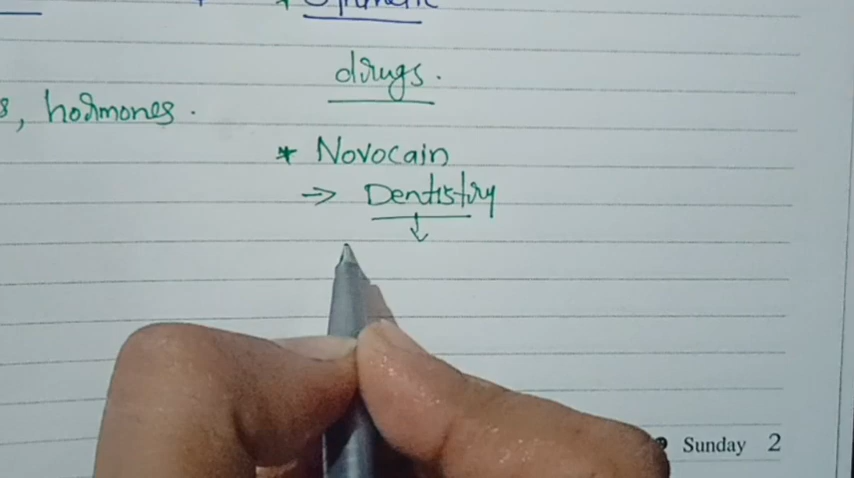 drugs.
, hormones.
* Novocain
→ Dentistry
↓
Sunday 2